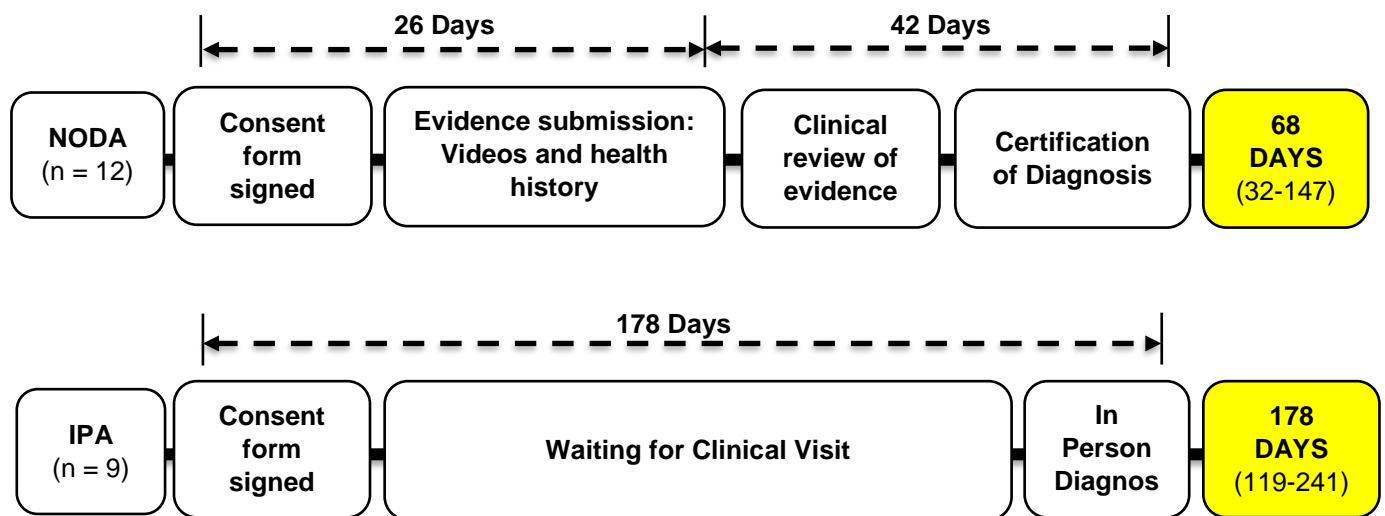 26 Days
42 Days
NODA
(n = 12)
Consent
form
signed
Evidence submission:
Videos and health
history
Clinical
review of
evidence
Certification
of Diagnosis
68
DAYS
(32-147)
178 Days
IPA
(n = 9)
Consent
form
signed
Waiting for Clinical Visit
In
Person
Diagnos
178
DAYS
(119-241)